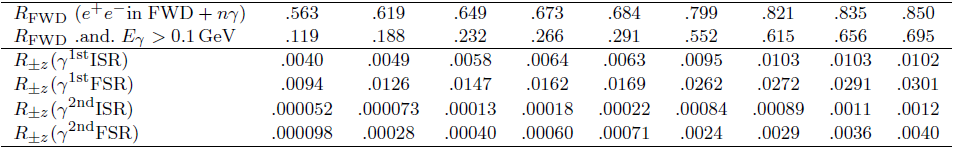 R_FWD (e⁺e⁻in FWD + nγ) .563 .619 .649 .673 .684 .799 .821 .835 .850
R_FWD .and. E_γ > 0.1 GeV .119 .188 .232 .266 .291 .552 .615 .656 .695
R_±z(γ^1st ISR) .0040 .0049 .0058 .0064 .0063 .0095 .0103 .0103 .0102
R_±z(γ^1st FSR) .0094 .0126 .0147 .0162 .0169 .0262 .0272 .0291 .0301
R_±z(γ^2nd ISR) .000052 .000073 .00013 .00018 .00022 .00084 .00089 .0011 .0012
R_±z(γ^2nd FSR) .000098 .00028 .00040 .00060 .00071 .0024 .0029 .0036 .0040